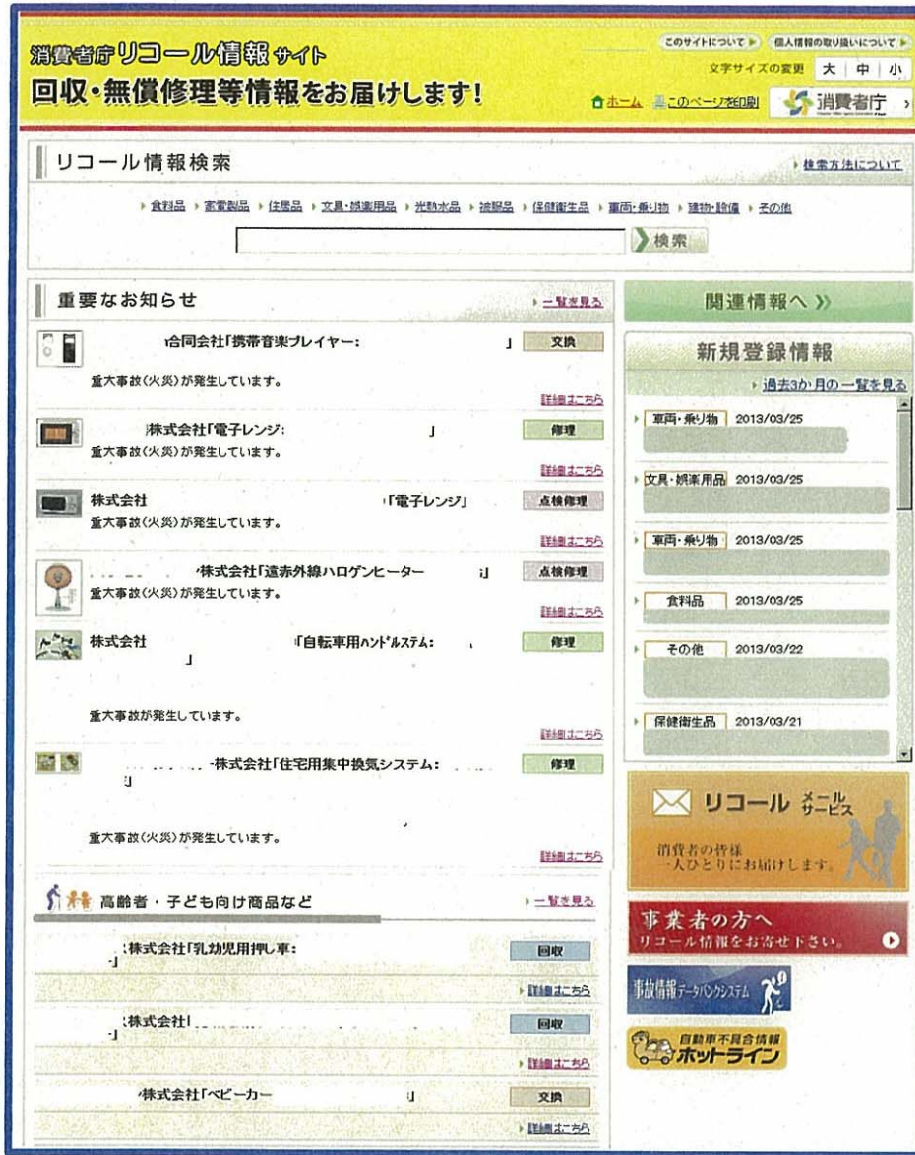 消費者庁リコール情報サイト
回収・無償修理等情報をお届けします!
このサイトについて
個人情報の取り扱いについて
文字サイズの変更 大 中 小
ホーム このページを印刷
消費者庁
リコール情報検索
検索方法について
食料品 家電製品 住居品 文具・娯楽用品 光熱水品 被服品 保健衛生品 車両・乗り物 建物・設備 その他
検索
重要なお知らせ
一覧を見る
合同会社「携帯音楽プレイヤー: 」 交換
重大事故(火災)が発生しています。
詳細はこちら
株式会社「電子レンジ: 」 修理
重大事故(火災)が発生しています。
詳細はこちら
株式会社 「電子レンジ」 点検修理
重大事故(火災)が発生しています。
詳細はこちら
株式会社「遠赤外線ハロゲンヒーター 」 点検修理
重大事故(火災)が発生しています。
詳細はこちら
株式会社 「自転車用ハンドルステム: 修理
」
重大事故が発生しています。
詳細はこちら
株式会社「住宅用集中換気システム: 修理
」
重大事故(火災)が発生しています。
詳細はこちら
高齢者・子ども向け商品など
一覧を見る
株式会社「乳幼児用押し車: 回収
」
詳細はこちら
株式会社「 回収
」
詳細はこちら
株式会社「ベビーカー 」 交換
詳細はこちら
関連情報へ
新規登録情報
過去3か月の一覧を見る
車両・乗り物 2013/03/25
文具・娯楽用品 2013/03/25
車両・乗り物 2013/03/25
食料品 2013/03/25
その他 2013/03/22
保健衛生品 2013/03/21
リコール メールサービス
消費者の皆様
一人ひとりにお届けします。
事業者の方へ
リコール情報をお寄せ下さい。
事故情報データバンクシステム
自動車不具合情報
ホットライン